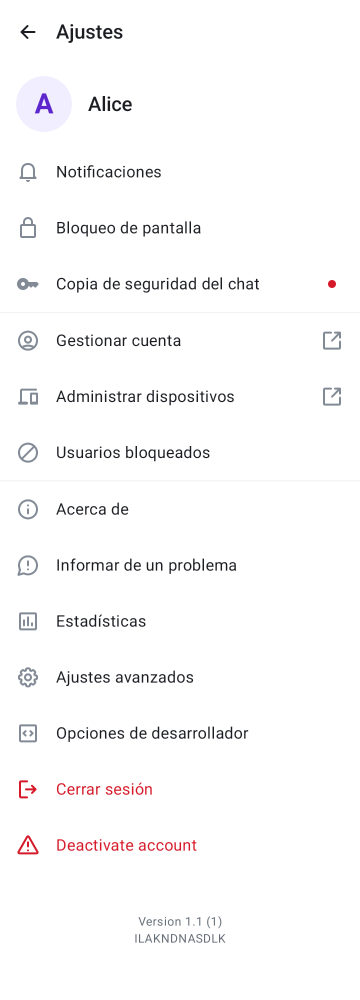 Ajustes
A
Alice
Notificaciones
Bloqueo de pantalla
Copia de seguridad del chat
Gestionar cuenta
Administrar dispositivos
Usuarios bloqueados
Acerca de
Informar de un problema
Estadísticas
Ajustes avanzados
Opciones de desarrollador
Cerrar sesión
Deactivate account
Version 1.1 (1)
ILAKNDNASDLK